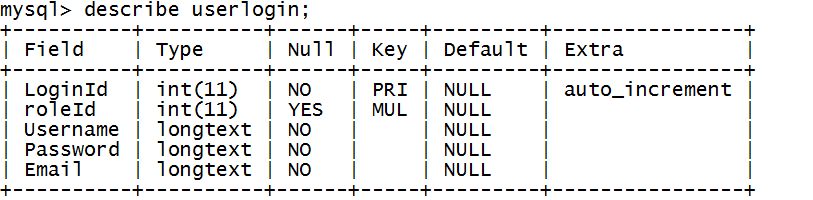 mysql> describe userlogin;
+----------+----------+------+-----+---------+----------------+
| Field    | Type     | Null | Key | Default | Extra          |
+----------+----------+------+-----+---------+----------------+
| LoginId  | int(11)  | NO   | PRI | NULL    | auto_increment |
| roleId   | int(11)  | YES  | MUL | NULL    |                |
| Username | longtext | NO   |     | NULL    |                |
| Password | longtext | NO   |     | NULL    |                |
| Email    | longtext | NO   |     | NULL    |                |
+----------+----------+------+-----+---------+----------------+